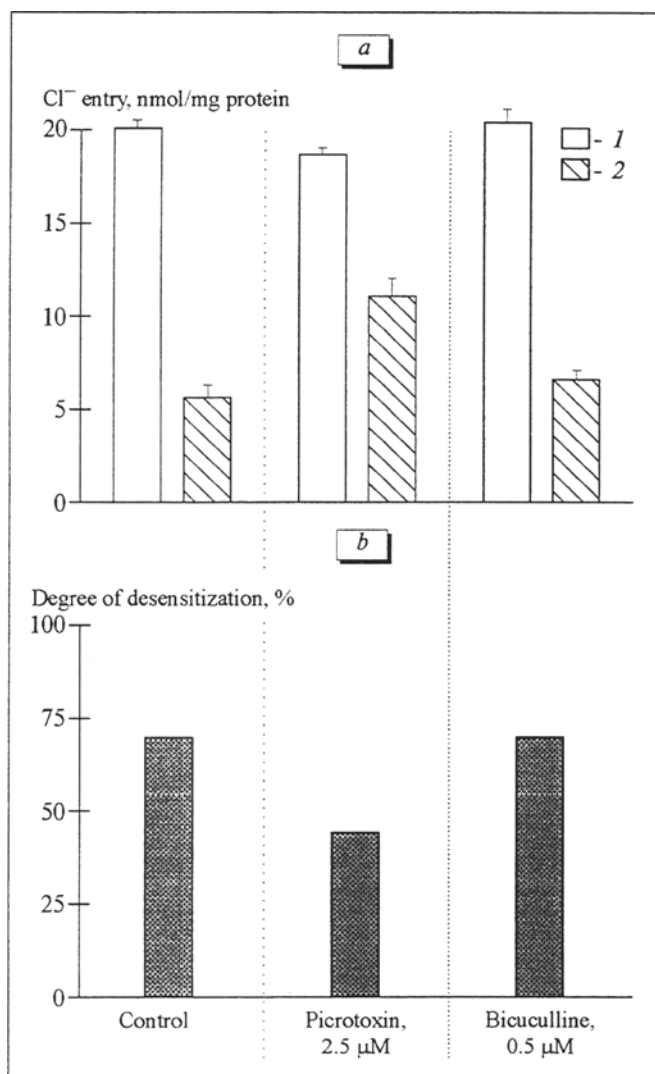 a
Cl⁻ entry, nmol/mg protein
20
15
10
5
0
- 1
- 2
b
Degree of desensitization, %
100
75
50
25
0
Control
Picrotoxin,
2.5 µM
Bicuculline,
0.5 µM